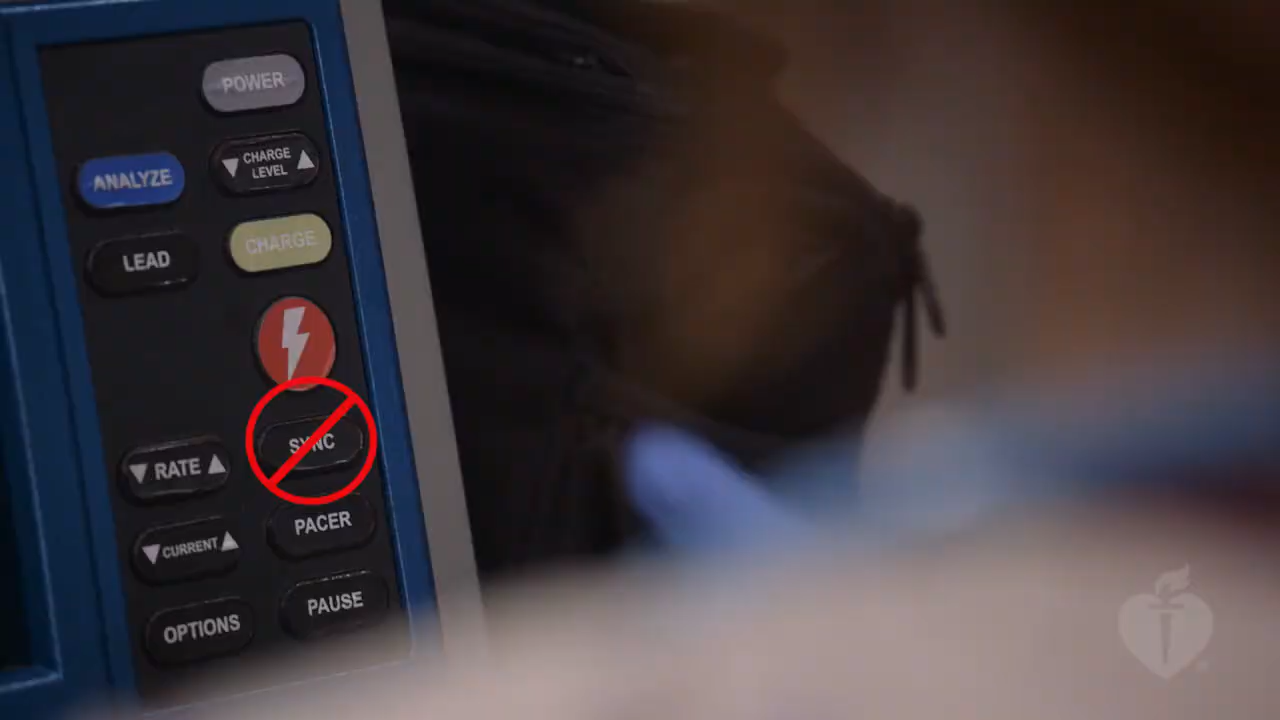 POWER
ANALYZE
CHARGE
LEVEL
LEAD
CHARGE
SYNC
RATE
PACER
CURRENT
PAUSE
OPTIONS